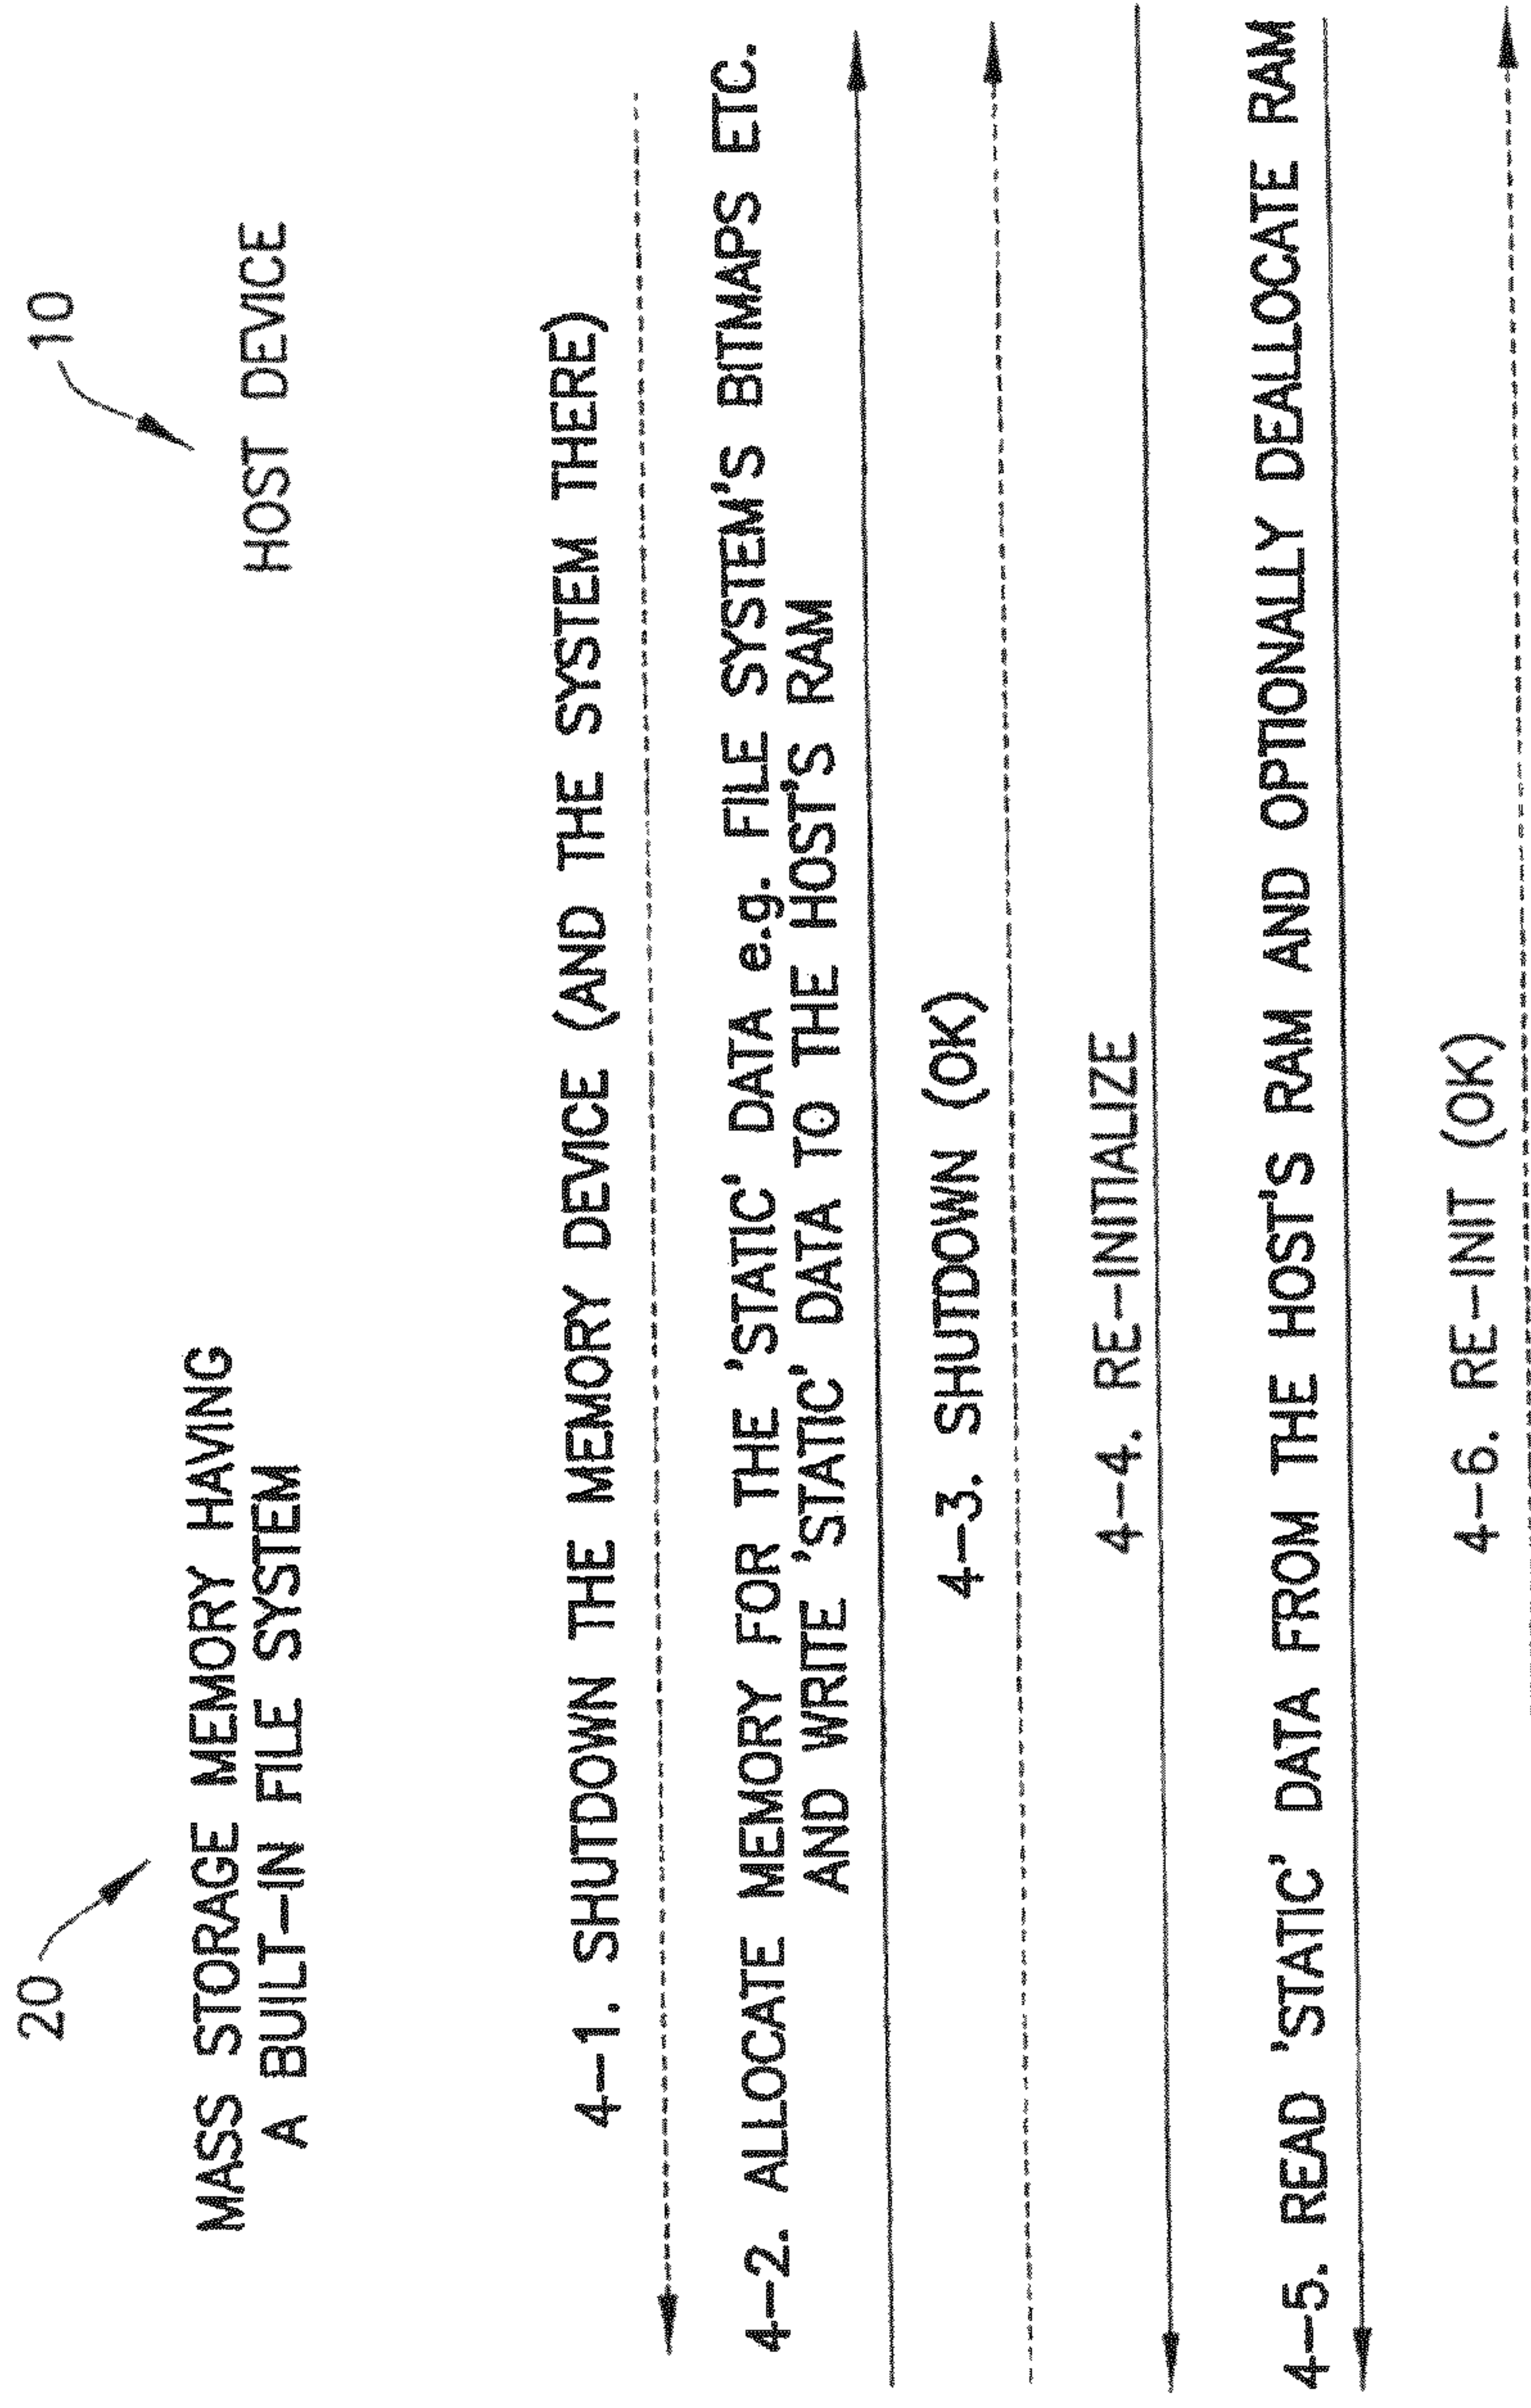 20
MASS STORAGE MEMORY HAVING
A BUILT-IN FILE SYSTEM
10
HOST DEVICE
4-1. SHUTDOWN THE MEMORY DEVICE (AND THE SYSTEM THERE)
4-2. ALLOCATE MEMORY FOR THE 'STATIC' DATA e.g. FILE SYSTEM'S BITMAPS ETC.
AND WRITE 'STATIC' DATA TO THE HOST'S RAM
4-3. SHUTDOWN (OK)
4-4. RE-INITIALIZE
4-5. READ 'STATIC' DATA FROM THE HOST'S RAM AND OPTIONALLY DEALLOCATE RAM
4-6. RE-INIT (OK)